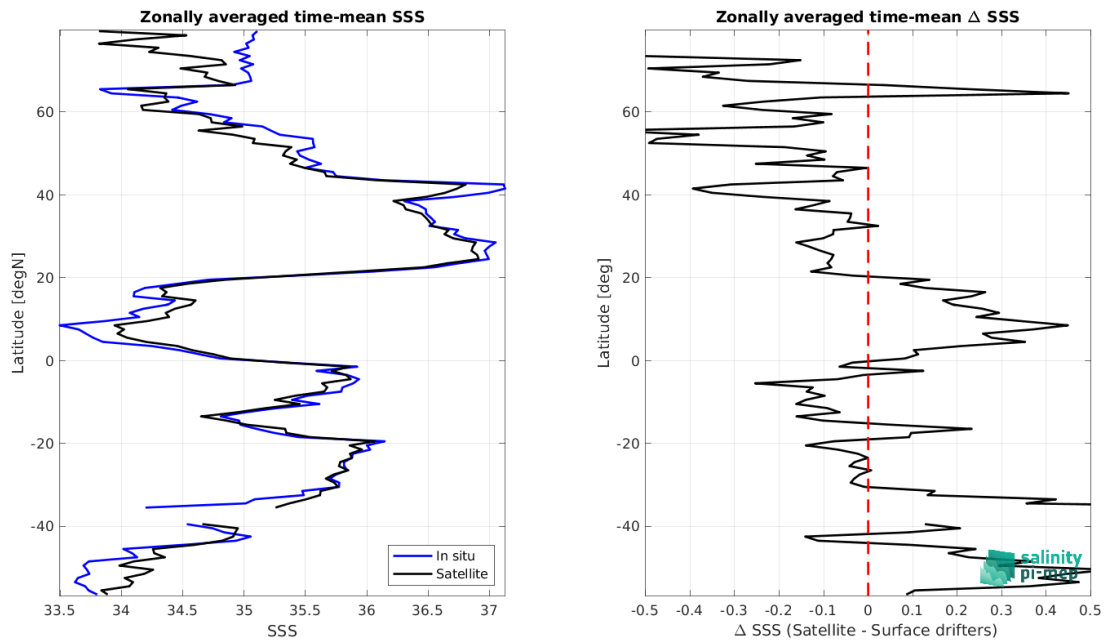 Zonally averaged time-mean SSS
Latitude [degN]
60
40
20
0
-20
-40
33.5 34 34.5 35 35.5 36 36.5 37
SSS
In situ
Satellite
Zonally averaged time-mean Δ SSS
Latitude [deg]
60
40
20
0
-20
-40
-0.5 -0.4 -0.3 -0.2 -0.1 0 0.1 0.2 0.3 0.4 0.5
Δ SSS (Satellite - Surface drifters)
salinity
pi-mep